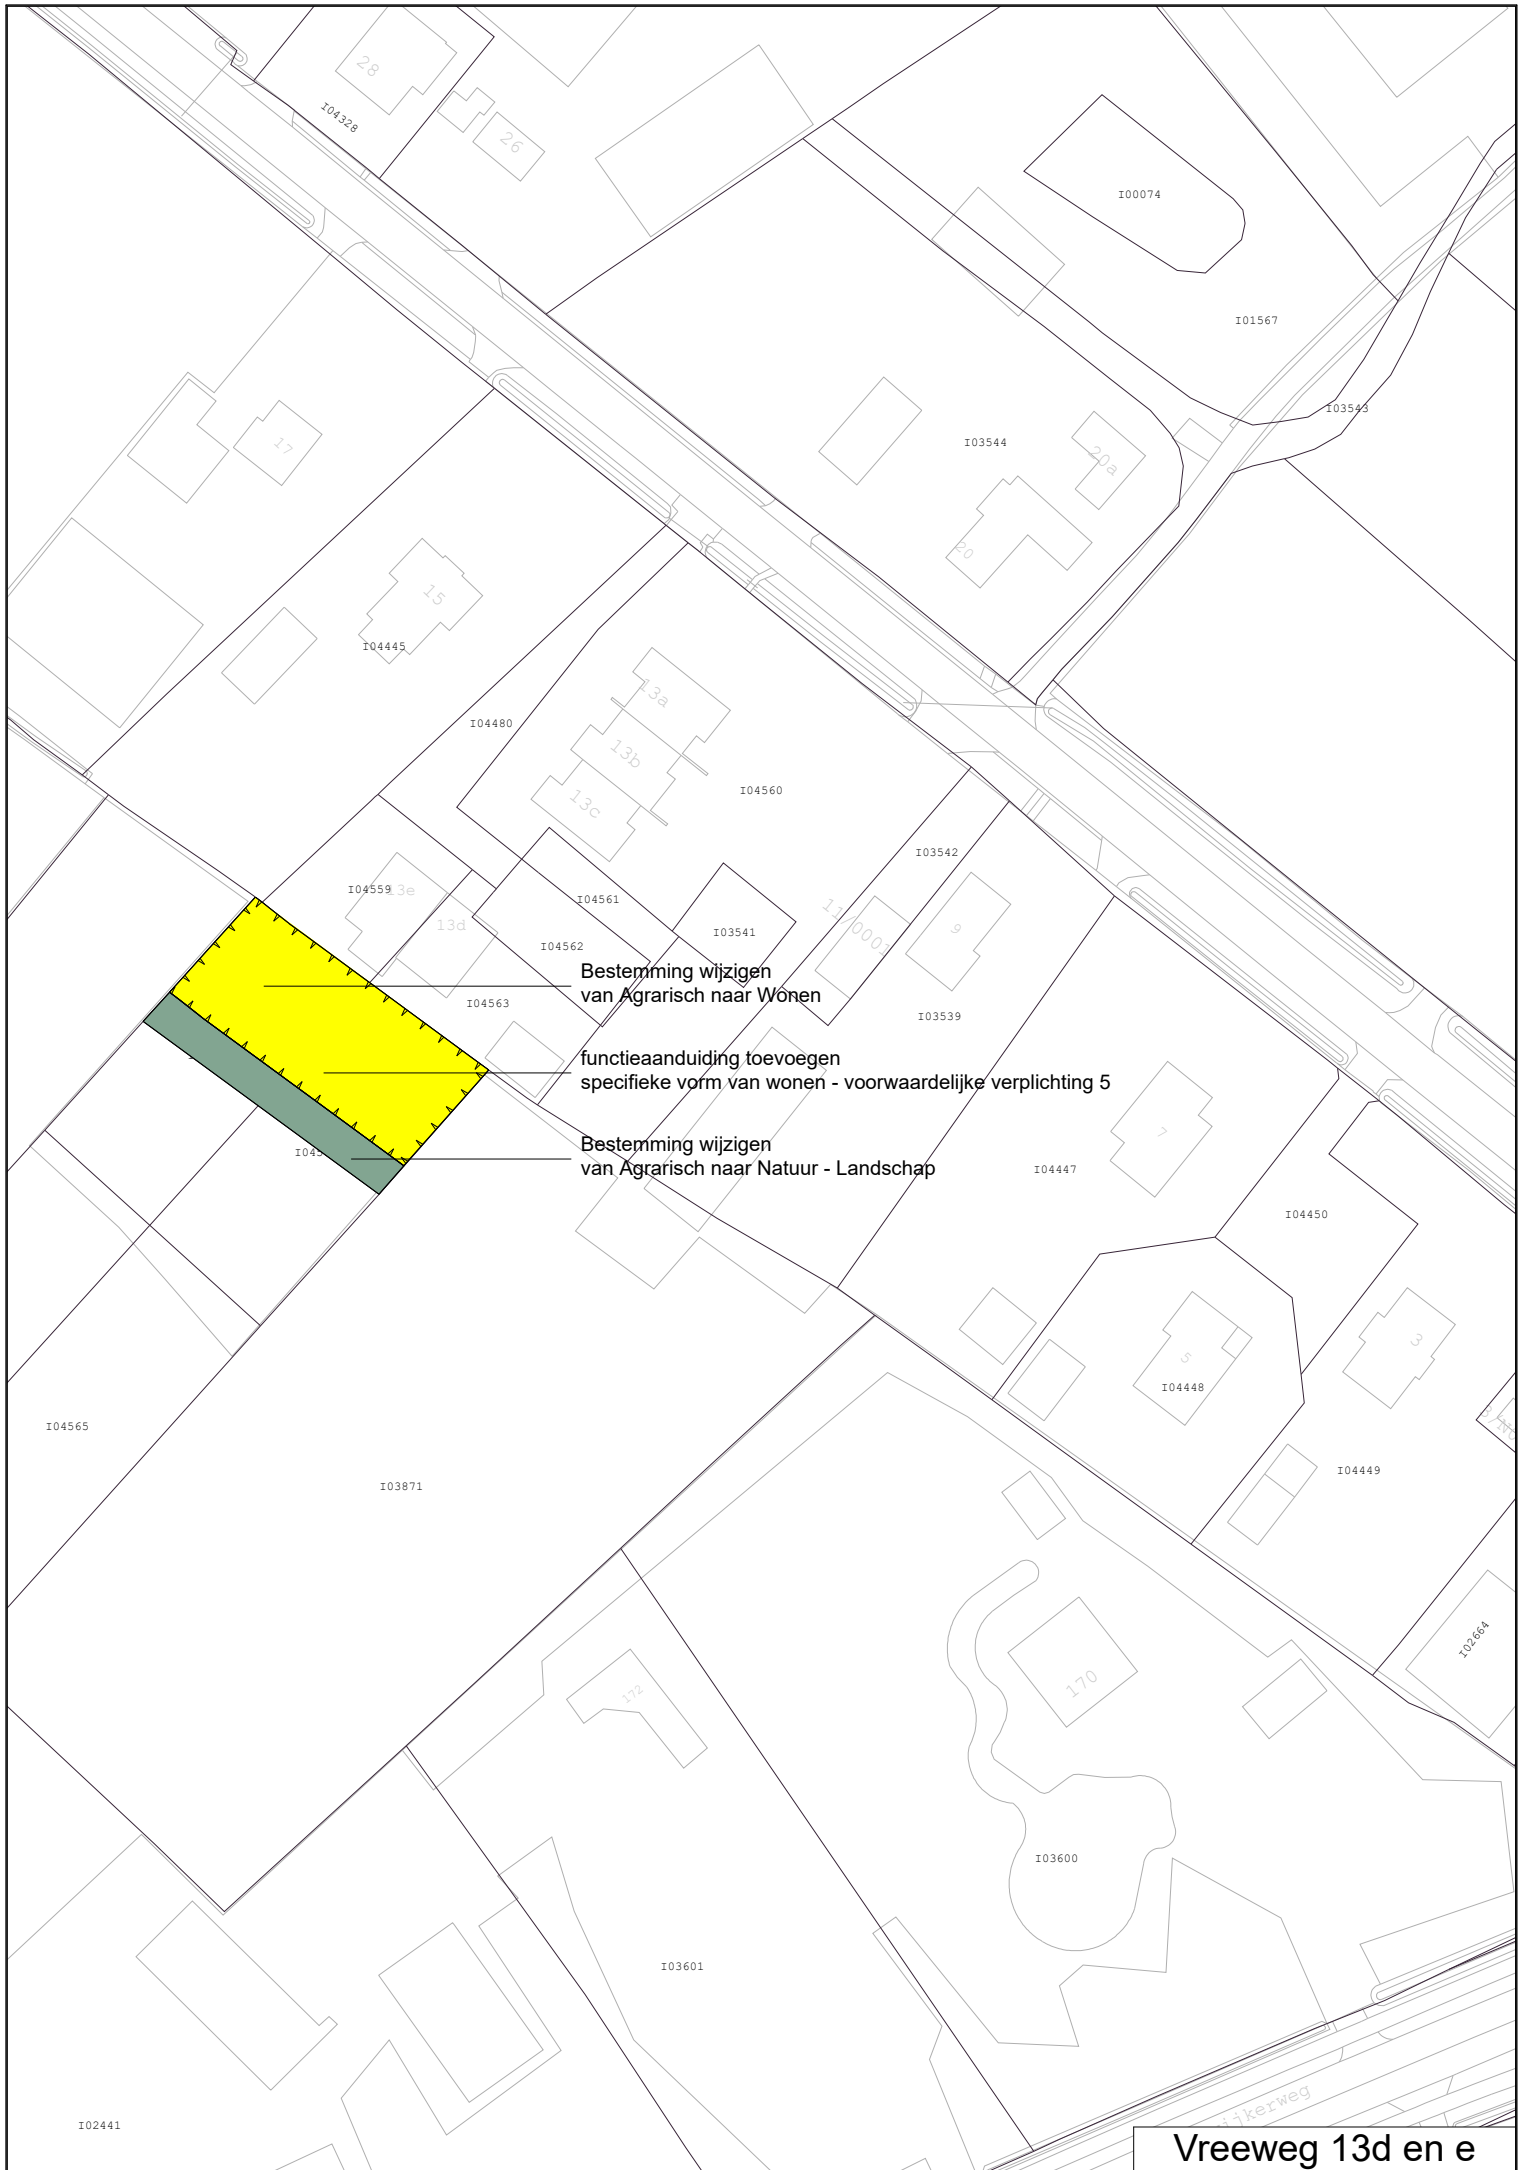 28
I04328
26
I00074
I01567
I03543
17
I03544
20a
20
15
I04445
13a
I04480
13b
I04560
13c
I03542
I04559
13e
I04561
11/0001
13d
9
I03541
I04562
Bestemming wijzigen
van Agrarisch naar Wonen
I04563
I03539
functieaanduiding toevoegen
specifieke vorm van wonen - voorwaardelijke verplichting 5
7
Bestemming wijzigen
van Agrarisch naar Natuur - Landschap
I04447
I04450
3
5
I04448
I04565
I04449
I03871
I02664
170
172
I03600
I03601
I02441
Vreeweg 13d en e